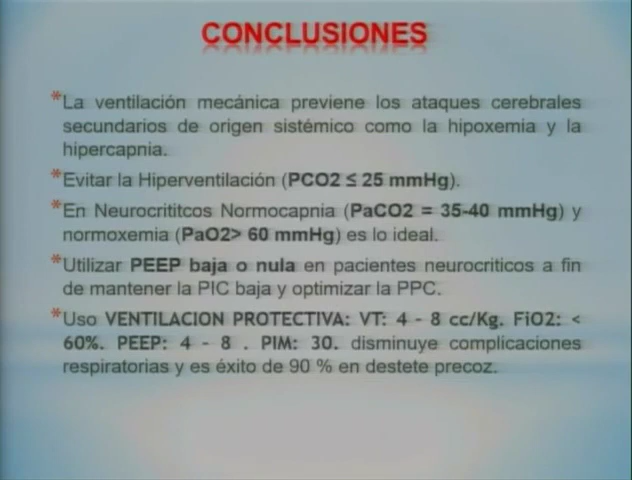 CONCLUSIONES
*La ventilación mecánica previene los ataques cerebrales
secundarios de origen sistémico como la hipoxemia y la
hipercapnia.
*Evitar la Hiperventilación (PCO2 ≤ 25 mmHg).
*En Neurocrititcos Normocapnia (PaCO2 = 35-40 mmHg) y
normoxemia (PaO2> 60 mmHg) es lo ideal.
*Utilizar PEEP baja o nula en pacientes neurocriticos a fin
de mantener la PIC baja y optimizar la PPC.
*Uso VENTILACION PROTECTIVA: VT: 4 - 8 cc/Kg. FiO2: <
60%. PEEP: 4 - 8 . PIM: 30. disminuye complicaciones
respiratorias y es éxito de 90 % en destete precoz.